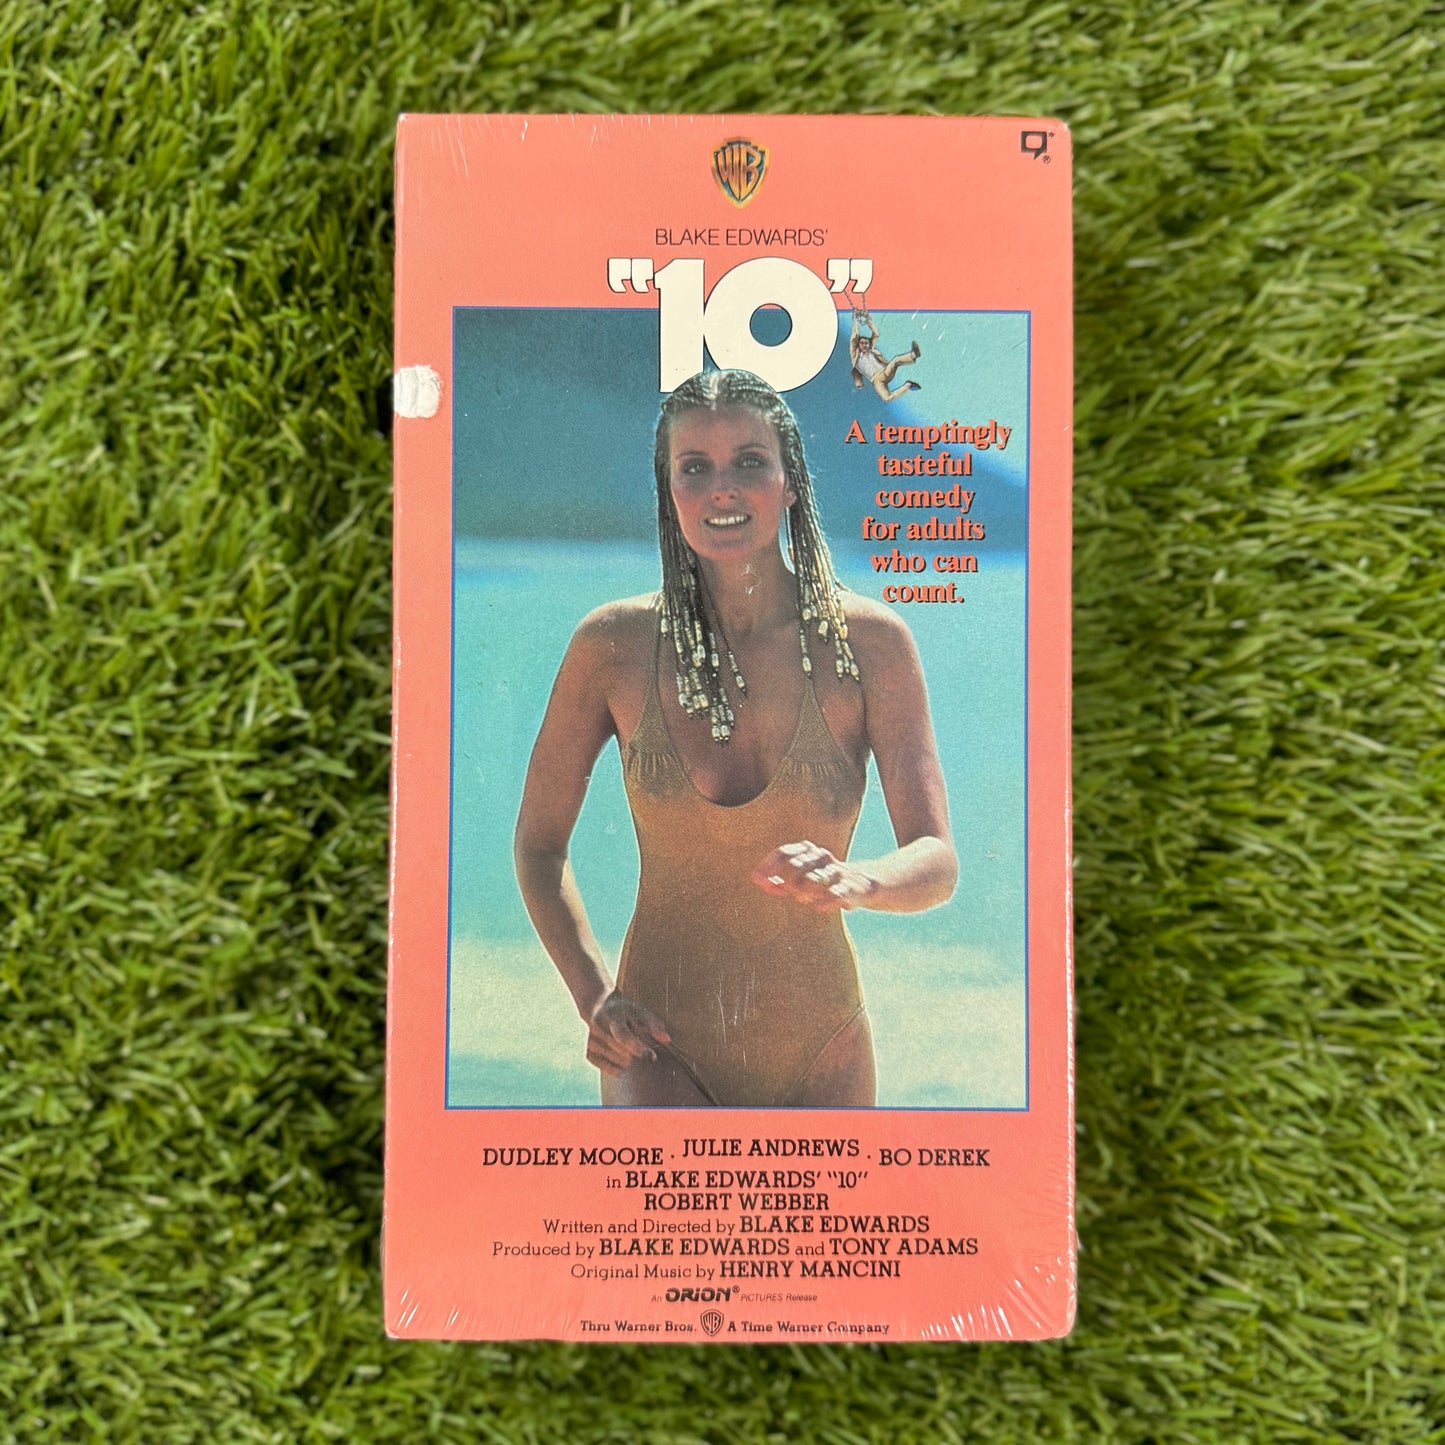 WB
BLAKE EDWARDS'
"10"
A temptingly
tasteful
comedy
for adults
who can
count.
DUDLEY MOORE · JULIE ANDREWS · BO DEREK
in BLAKE EDWARDS' "10"
ROBERT WEBBER
Written and Directed by BLAKE EDWARDS
Produced by BLAKE EDWARDS and TONY ADAMS
Original Music by HENRY MANCINI
An ORION® PICTURES Release
Thru Warner Bros. WB A Time Warner Company